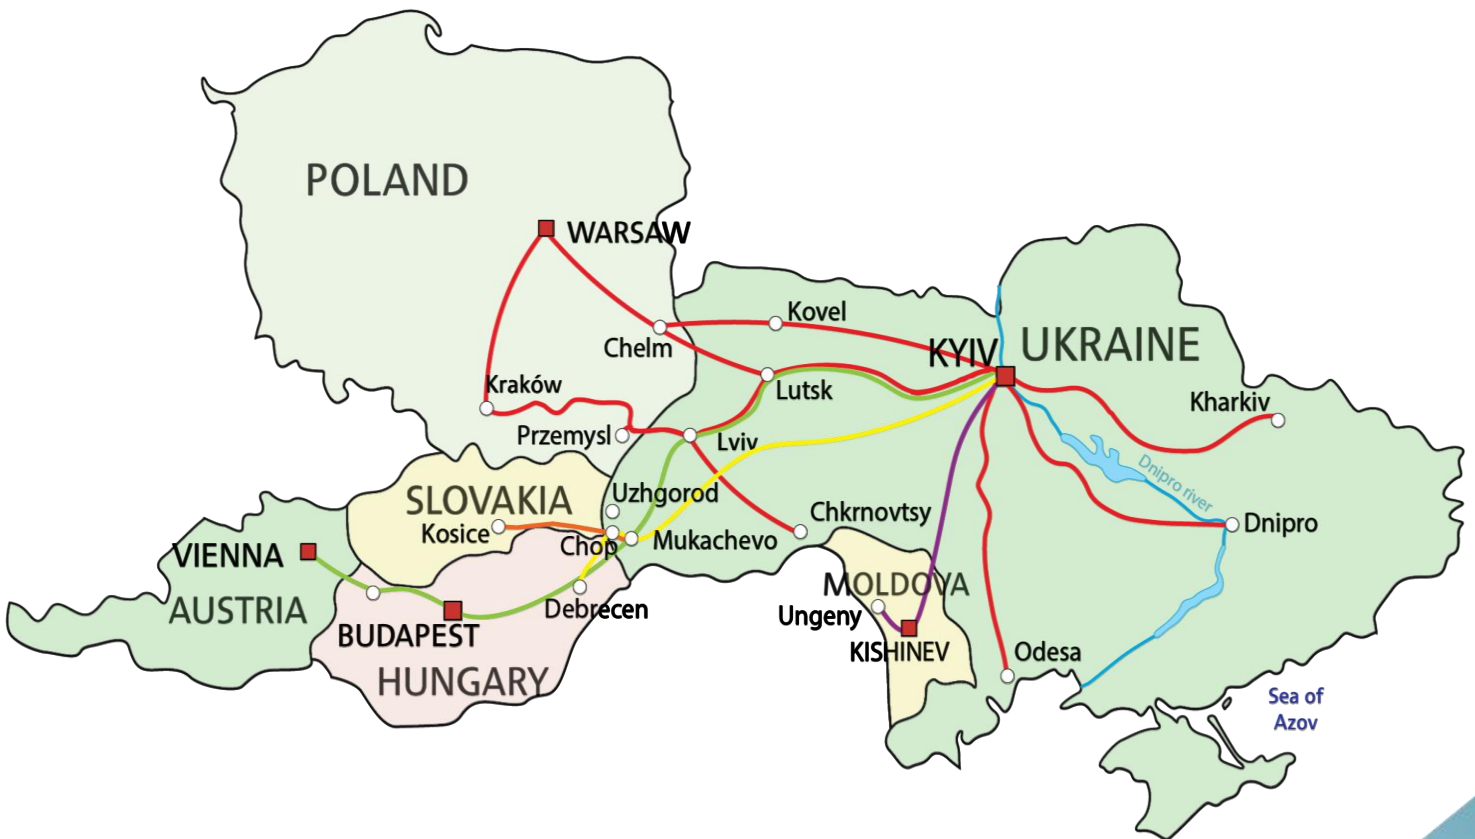 POLAND
WARSAW
Kovel
Chelm
KYIV
UKRAINE
Kraków
Lutsk
Kharkiv
Przemysl
Lviv
Dnipro river
SLOVAKIA
Uzhgorod
Kosice
Chop
Mukachevo
Chkrnovtsy
Dnipro
VIENNA
AUSTRIA
MOLDOVA
Debrecen
Ungeny
BUDAPEST
KISHINEV
Odesa
HUNGARY
Sea of
Azov